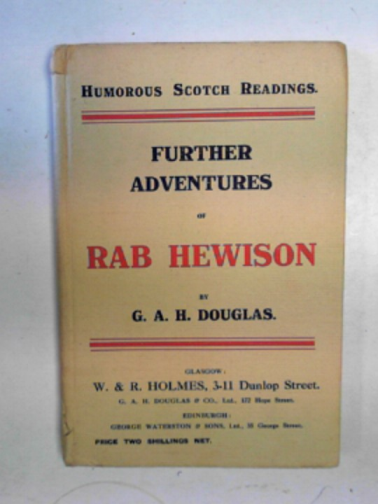 HUMOROUS SCOTCH READINGS.
FURTHER
ADVENTURES
OF
RAB HEWISON
BY
G. A. H. DOUGLAS.
GLASGOW:
W. & R. HOLMES, 3-11 Dunlop Street.
G. A. H. DOUGLAS & CO., Ltd., 172 Hope Street.
EDINBURGH:
GEORGE WATERSTON & SONS, Ltd., 35 George Street.
PRICE TWO SHILLINGS NET.